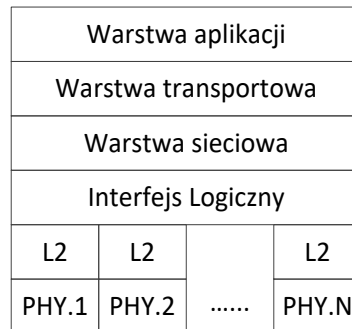 Warstwa aplikacji
Warstwa transportowa
Warstwa sieciowa
Interfejs Logiczny
L2 L2 L2
PHY.1 PHY.2 ...... PHY.N